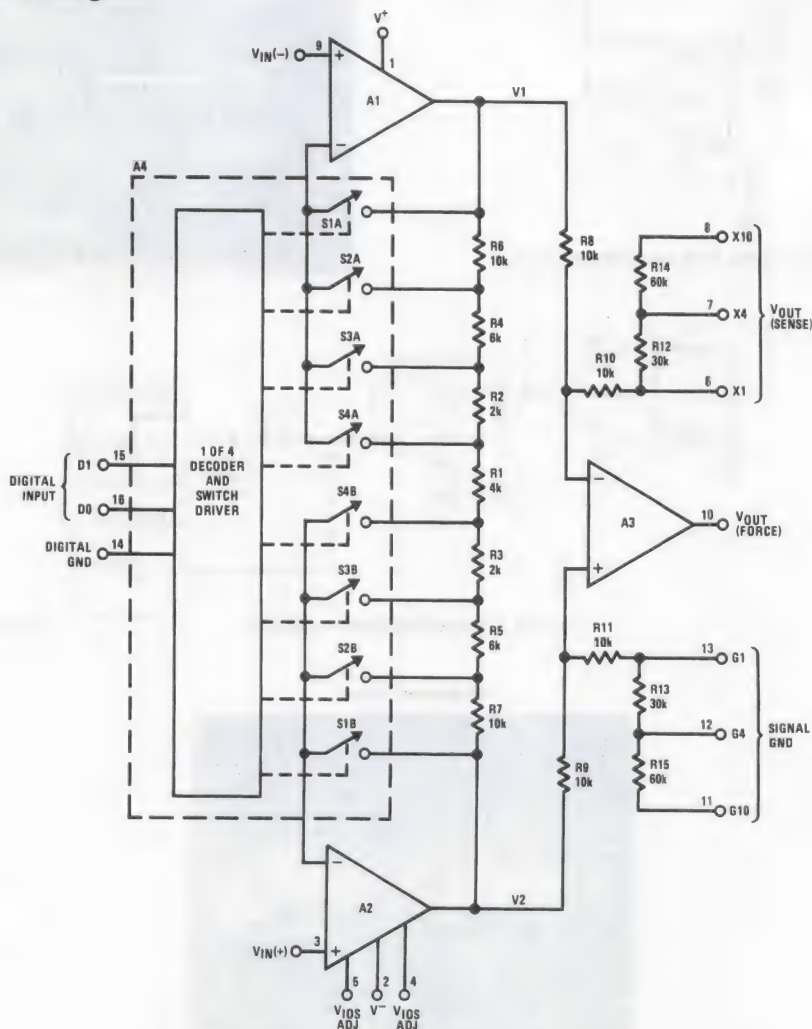 V+
VIN(-)
9
1
A1
V1
A4
S1A
R6
10k
R8
10k
8
X10
R14
60k
S2A
7
X4
VOUT
(SENSE)
R4
6k
R12
30k
S3A
R10
10k
6
X1
R2
2k
S4A
1 OF 4
DECODER
AND
SWITCH
DRIVER
DIGITAL
INPUT
D1
15
D0
16
R1
4k
DIGITAL
GND
14
S4B
A3
10
VOUT
(FORCE)
R3
2k
S3B
R11
10k
13
G1
R5
6k
R13
30k
S2B
12
G4
SIGNAL
GND
R7
10k
R15
60k
S1B
R9
10k
11
G10
A2
V2
VIN(+)
3
5
2
4
VIOS
ADJ
V-
VIOS
ADJ